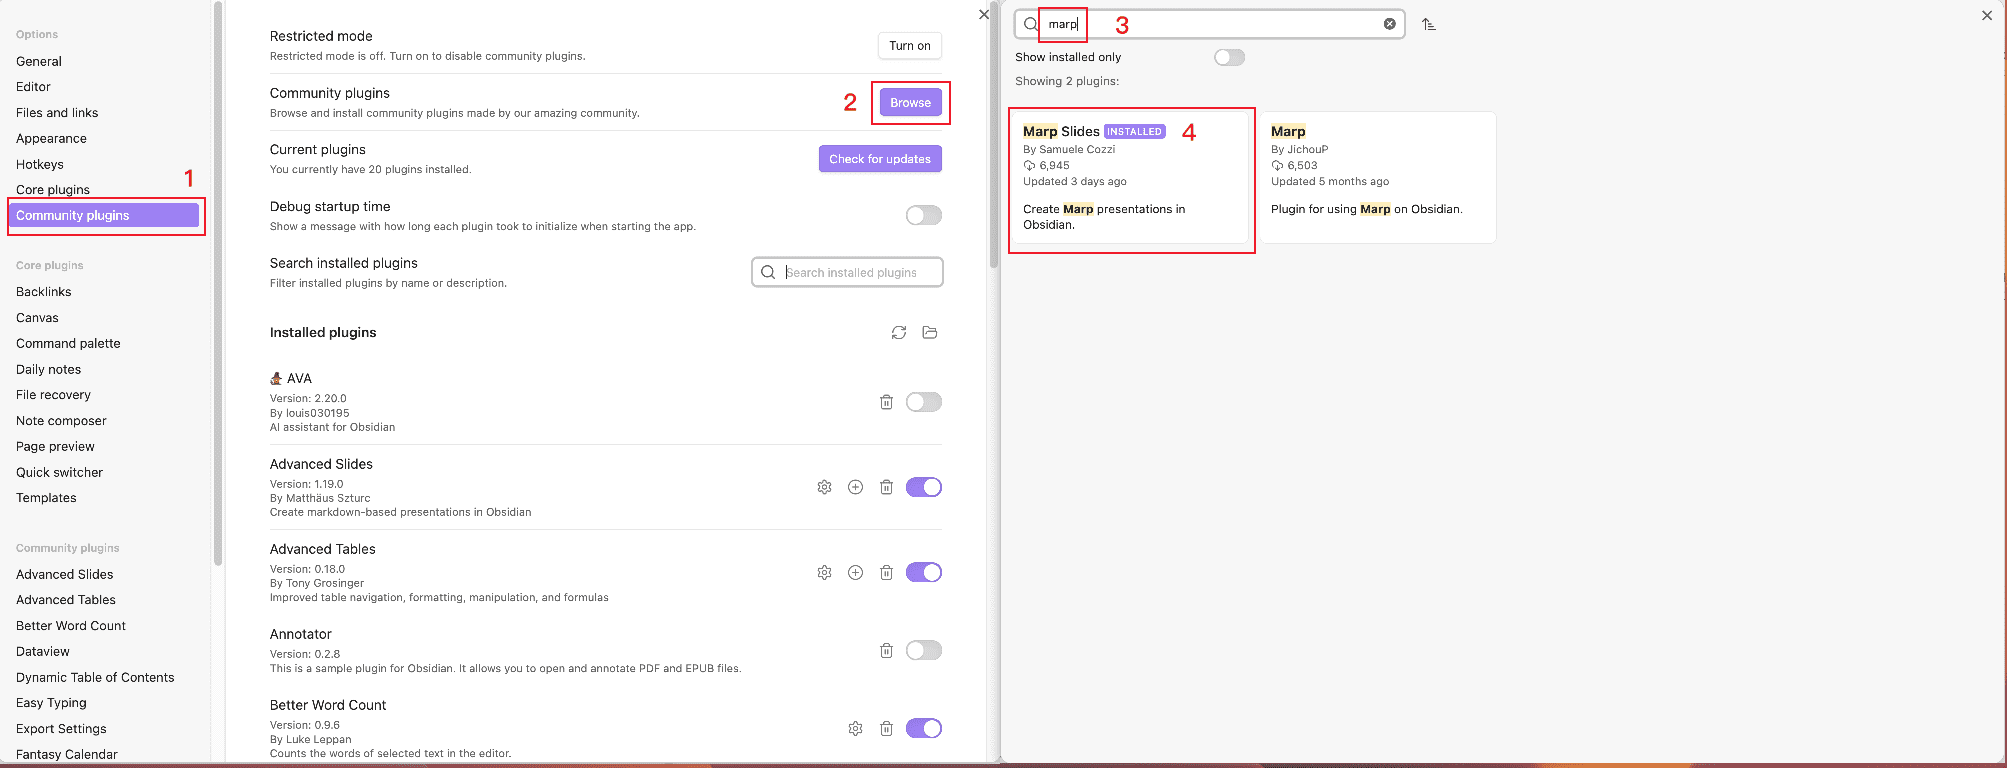 Options
General
Editor
Files and links
Appearance
Hotkeys
Core plugins
1
Community plugins
Core plugins
Backlinks
Canvas
Command palette
Daily notes
File recovery
Note composer
Page preview
Quick switcher
Templates
Community plugins
Advanced Slides
Advanced Tables
Better Word Count
Dataview
Dynamic Table of Contents
Easy Typing
Export Settings
Fantasy Calendar
Restricted mode
Restricted mode is off. Turn on to disable community plugins.
Turn on
Community plugins
Browse and install community plugins made by our amazing community.
2
Browse
Current plugins
You currently have 20 plugins installed.
Check for updates
Debug startup time
Show a message with how long each plugin took to initialize when starting the app.
Search installed plugins
Filter installed plugins by name or description.
Search installed plugins
Installed plugins
AVA
Version: 2.20.0
By louis030195
AI assistant for Obsidian
Advanced Slides
Version: 1.19.0
By Matthäus Szturc
Create markdown-based presentations in Obsidian
Advanced Tables
Version: 0.18.0
By Tony Grosinger
Improved table navigation, formatting, manipulation, and formulas
Annotator
Version: 0.2.8
This is a sample plugin for Obsidian. It allows you to open and annotate PDF and EPUB files.
Better Word Count
Version: 0.9.6
By Luke Leppan
Counts the words of selected text in the editor.
marp
3
Show installed only
Showing 2 plugins:
Marp Slides INSTALLED
4
By Samuele Cozzi
6,945
Updated 3 days ago
Create Marp presentations in
Obsidian.
Marp
By JichouP
6,503
Updated 5 months ago
Plugin for using Marp on Obsidian.